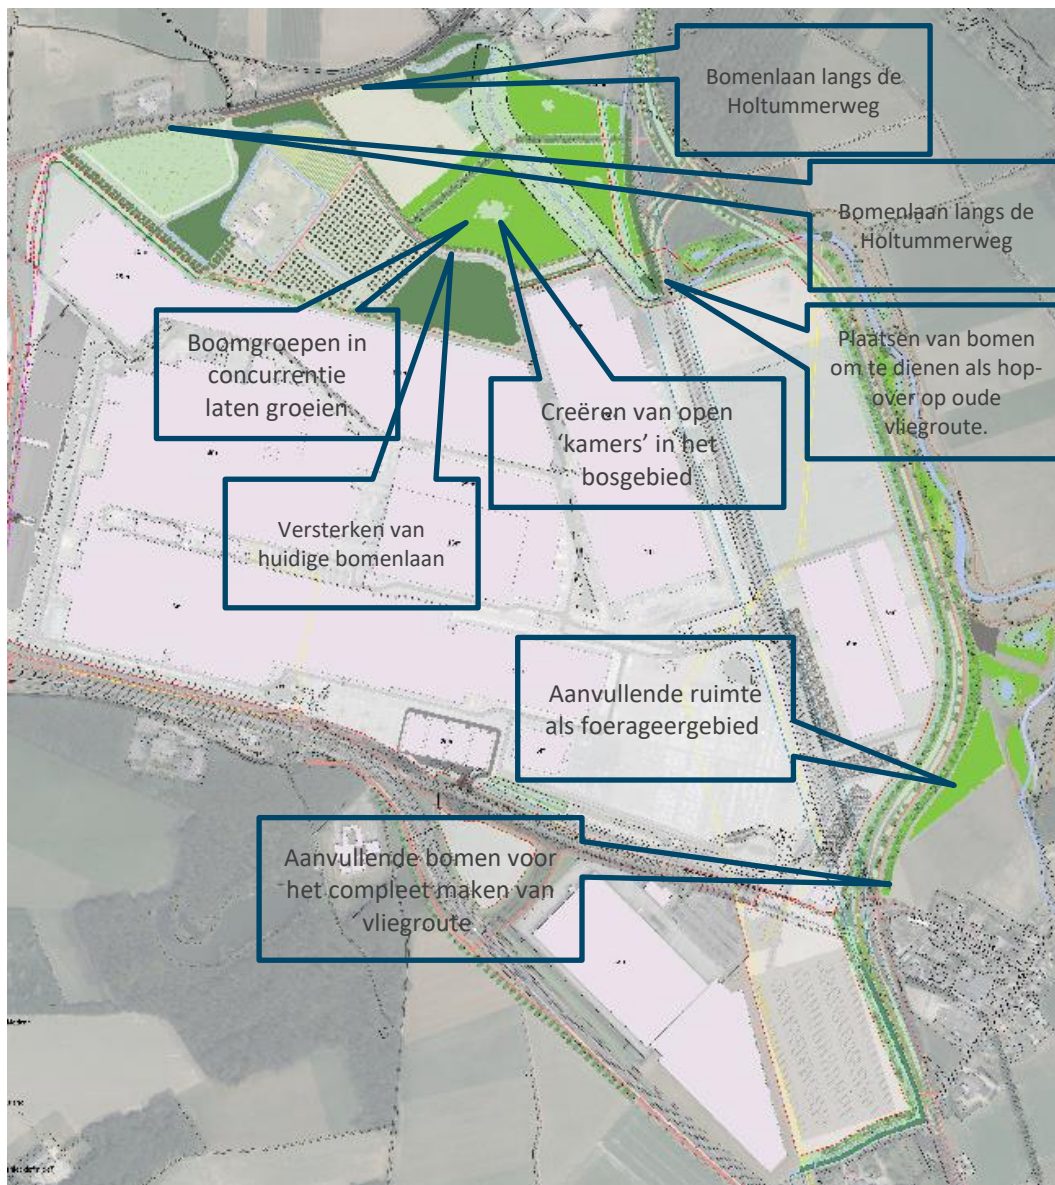 Bomenlaan langs de
Holtummerweg
Bomenlaan langs de
Holtummerweg
Plaatsen van bomen
om te dienen als hop-
over op oude
vliegroute.
Boomgroepen in
concurrentie
laten groeien
Creëren van open
‘kamers’ in het
bosgebied
Versterken van
huidige bomenlaan
Aanvullende ruimte
als foerageergebied
Aanvullende bomen voor
het compleet maken van
vliegroute